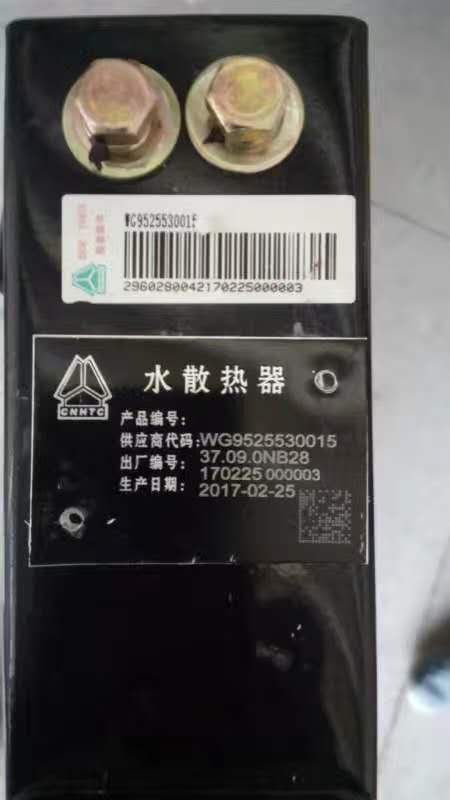 WG9525530015
2960280042170225000003
CNHTC
水散热器
产品编号:
供应商代码:WG9525530015
出厂编号: 37.09.0NB28
170225 000003
生产日期: 2017-02-25